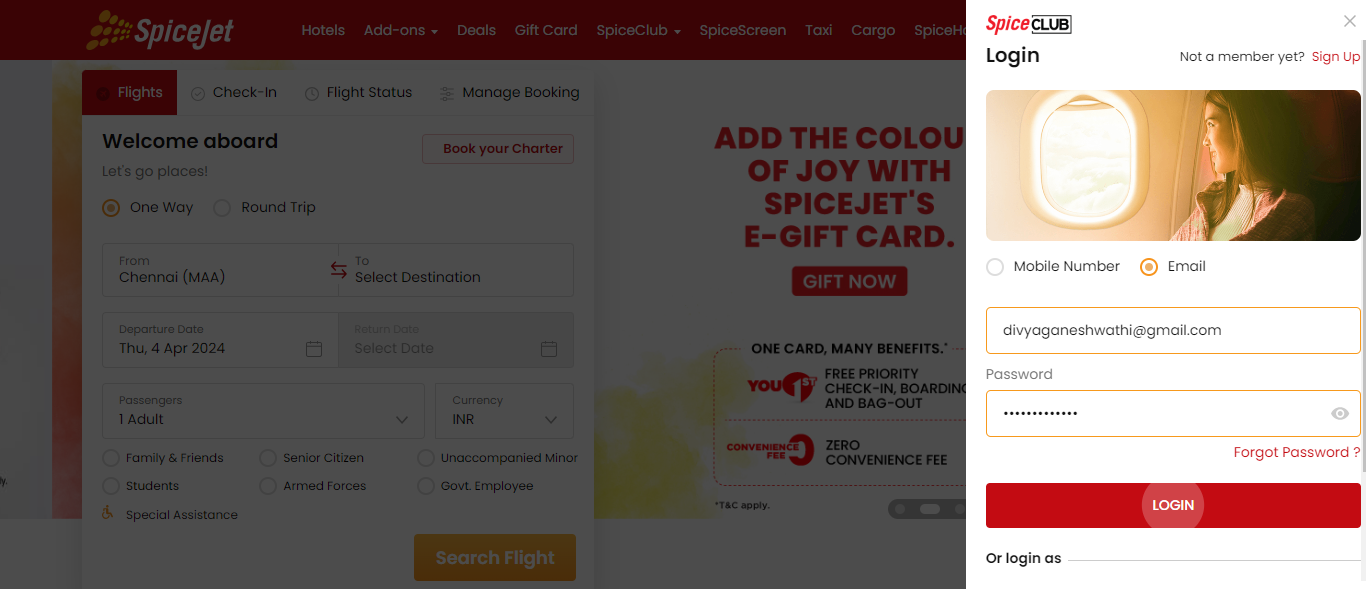 SpiceJet
Hotels Add-ons Deals Gift Card SpiceClub SpiceScreen Taxi Cargo
Flights Check-In Flight Status Manage Booking
Welcome aboard
Book your Charter
Let's go places!
One Way Round Trip
From
Chennai (MAA)
To
Select Destination
Departure Date
Thu, 4 Apr 2024
Return Date
Select Date
Passengers
1 Adult
Currency
INR
Family & Friends Senior Citizen Unaccompanied Minor
Students Armed Forces Govt. Employee
Special Assistance
Search Flight
ADD THE COLOU
OF JOY WITH
SPICEJET'S
E-GIFT CARD.
GIFT NOW
ONE CARD, MANY BENEFITS.*
YOU 1ST
FREE PRIORITY
CHECK-IN, BOARDING
AND BAG-OUT
CONVENIENCE
FEE 0
ZERO
CONVENIENCE FEE
*T&C apply.
SpiceCLUB
Login
Not a member yet? Sign Up
Mobile Number Email
divyaganeshwathi@gmail.com
Password
•••••••••••••
Forgot Password ?
LOGIN
Or login as